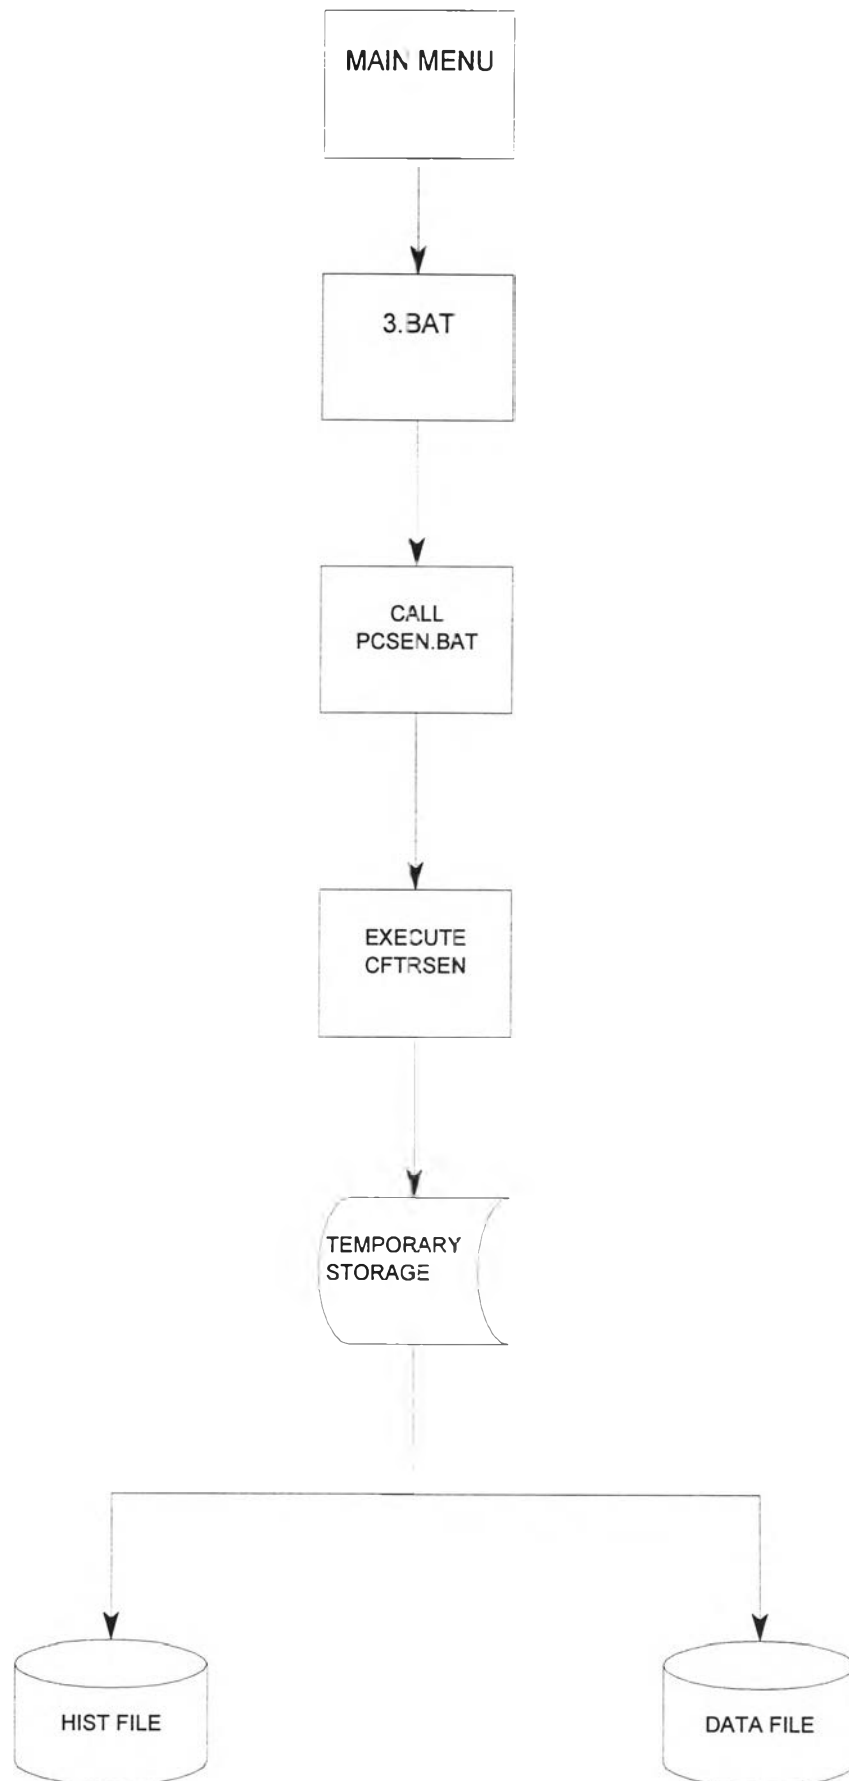 MAIN MENU
3.BAT
CALL
PCSEN.BAT
EXECUTE
CFTRSEN
TEMPORARY
STORAGE
HIST FILE
DATA FILE